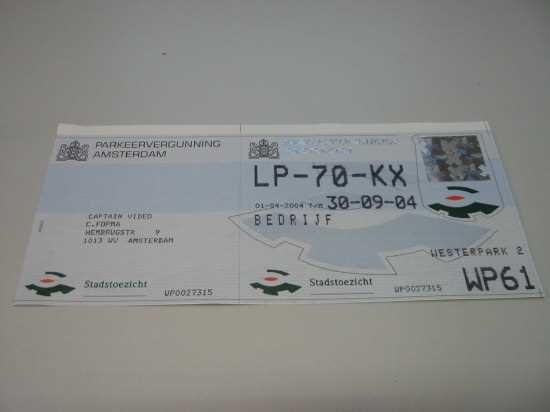 PARKEERVERGUNNING
AMSTERDAM
CAPTAIN VIDEO
C.FOPMA
HEMBRUGSTR 9
1013 WV AMSTERDAM
Stadstoezicht
WP0027315
LP-70-KX
01-04-2004 T/M 30-09-04
BEDRIJF
WESTERPARK 2
WP61
Stadstoezicht
WP0027315